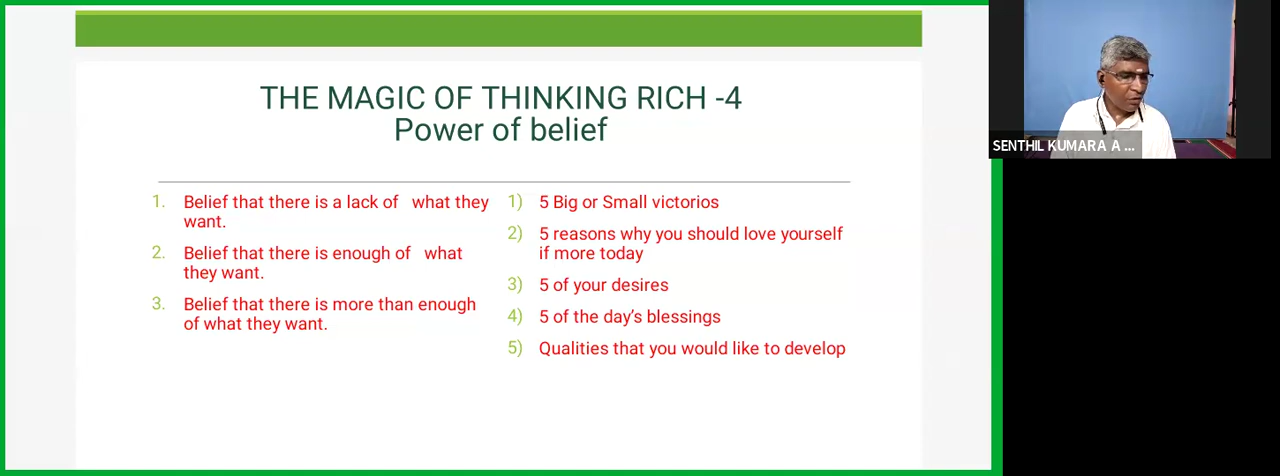 THE MAGIC OF THINKING RICH -4
Power of belief
1. Belief that there is a lack of what they
want.
2. Belief that there is enough of what
they want.
3. Belief that there is more than enough
of what they want.
1) 5 Big or Small victorios
2) 5 reasons why you should love yourself
if more today
3) 5 of your desires
4) 5 of the day's blessings
5) Qualities that you would like to develop
SENTHIL KUMARA A ...